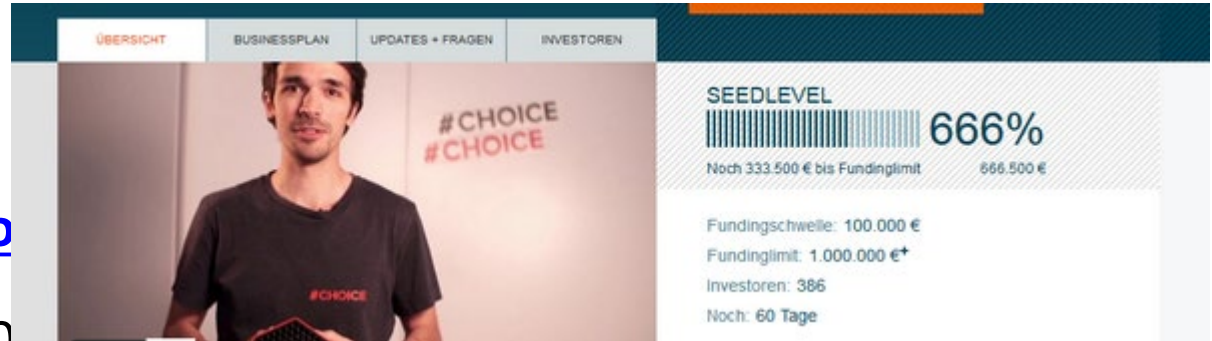 ÜBERSICHT BUSINESSPLAN UPDATES + FRAGEN INVESTOREN
#CHOICE
#CHOICE
#CHOICE
SEEDLEVEL
666%
Noch 333.500 € bis Fundinglimit 666.500 €
Fundingschwelle: 100.000 €
Fundinglimit: 1.000.000 €+
Investoren: 386
Noch: 60 Tage